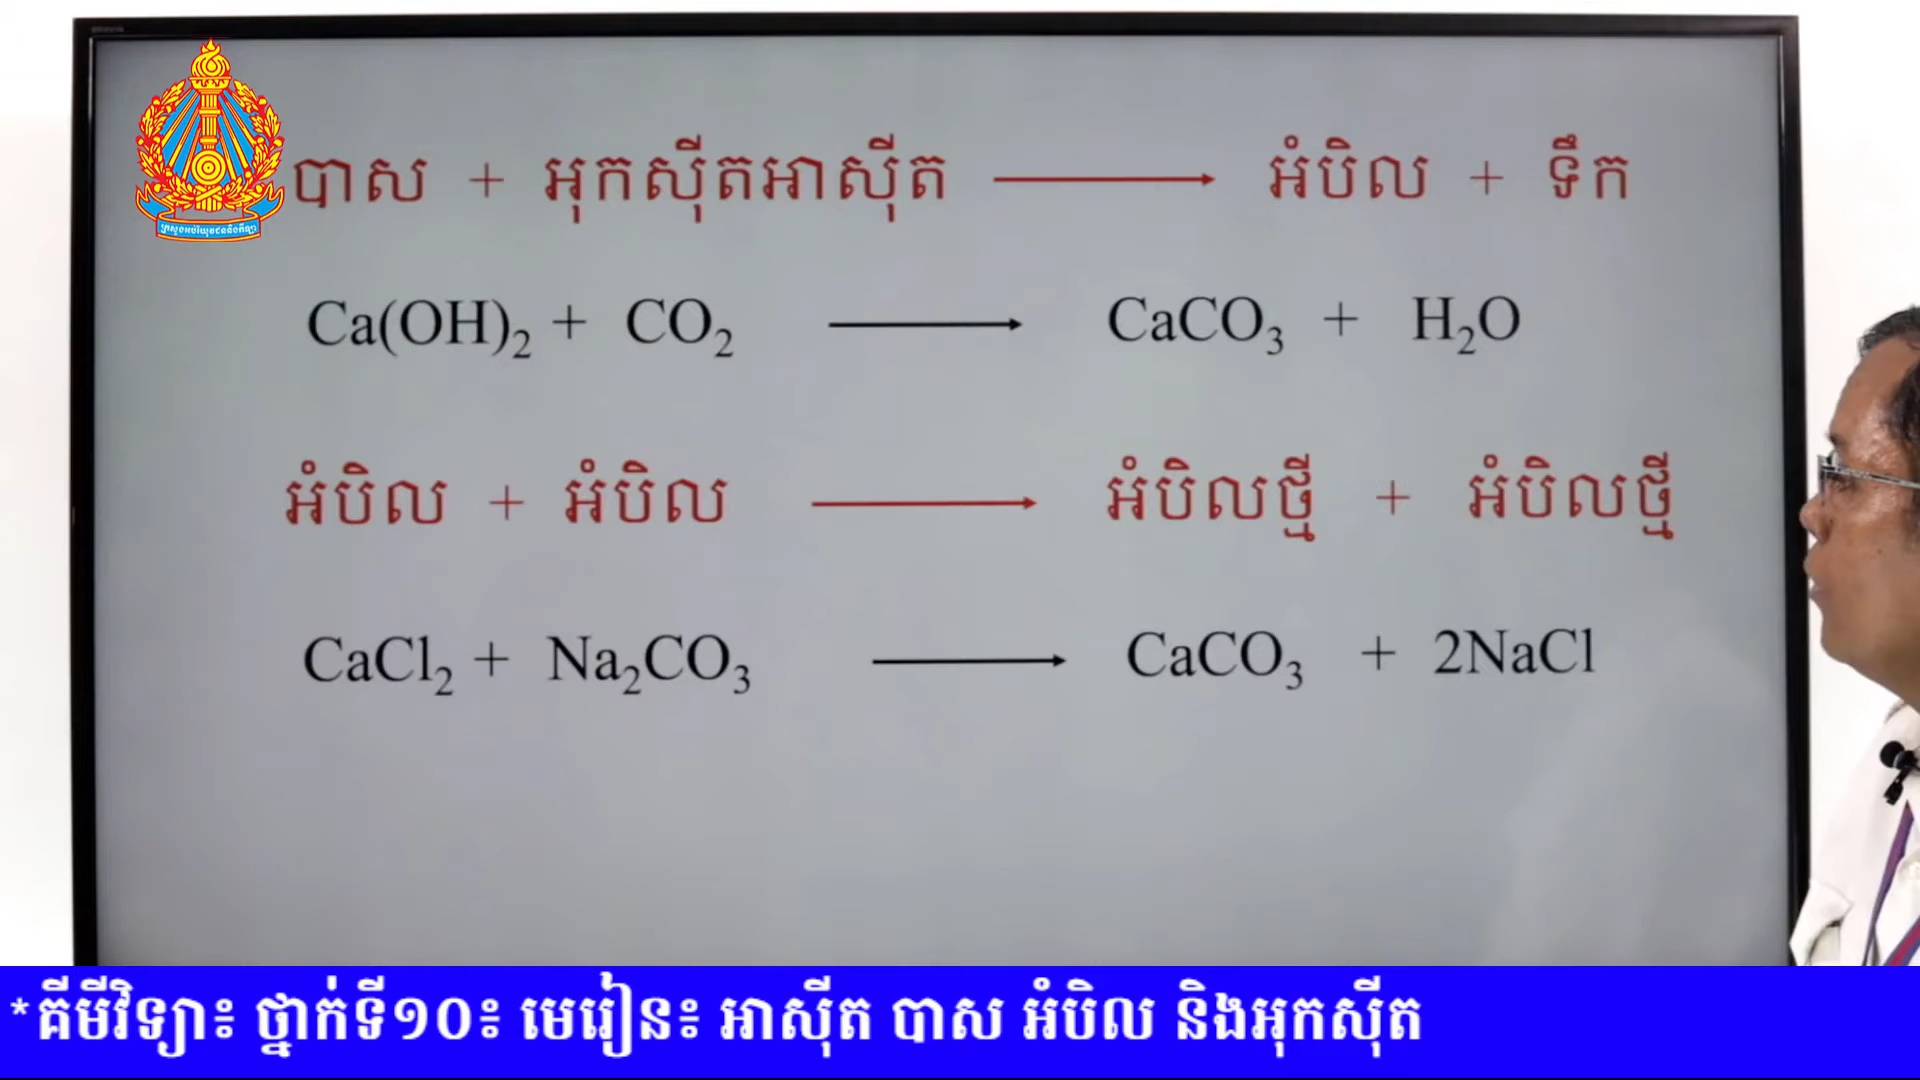 បាស + អុកស៊ីតអាស៊ីត ⟶ អំបិល + ទឹក
Ca(OH)₂ + CO₂ ⟶ CaCO₃ + H₂O
អំបិល + អំបិល ⟶ អំបិលថ្មី + អំបិលថ្មី
CaCl₂ + Na₂CO₃ ⟶ CaCO₃ + 2NaCl
*គីមីវិទ្យា៖ ថ្នាក់ទី១០៖ មេរៀន៖ អាស៊ីត បាស អំបិល និងអុកស៊ីត